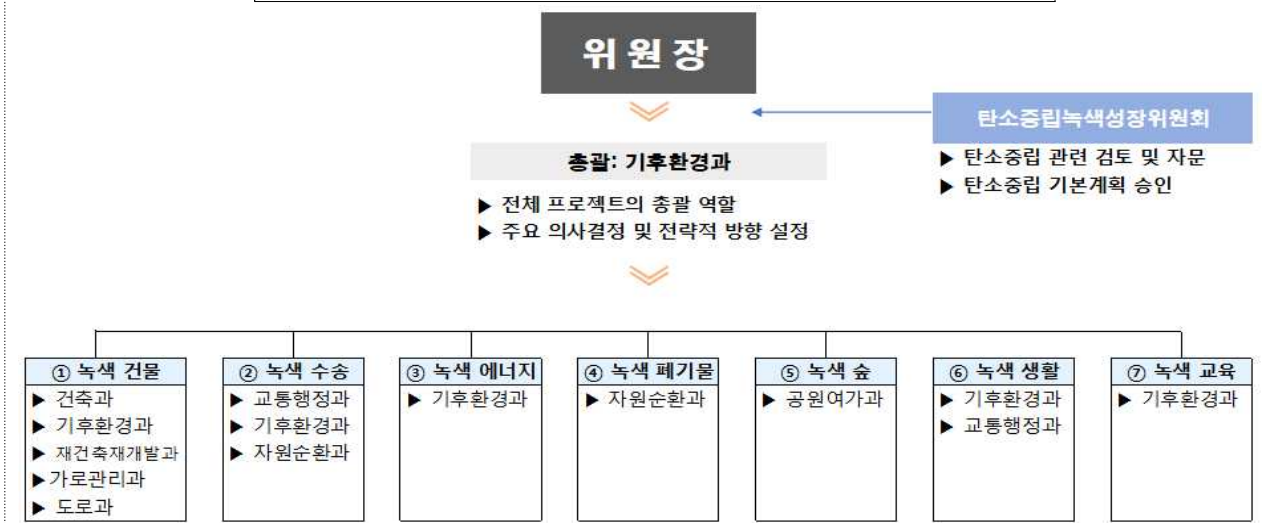 위원장
탄소중립녹색성장위원회
▶ 탄소중립 관련 검토 및 자문
▶ 탄소중립 기본계획 승인
총괄: 기후환경과
▶ 전체 프로젝트의 총괄 역할
▶ 주요 의사결정 및 전략적 방향 설정
① 녹색 건물
▶ 건축과
▶ 기후환경과
▶ 재건축재개발과
▶가로관리과
▶ 도로과
② 녹색 수송
▶ 교통행정과
▶ 기후환경과
▶ 자원순환과
③ 녹색 에너지
▶ 기후환경과
④ 녹색 폐기물
▶ 자원순환과
⑤ 녹색 숲
▶ 공원여가과
⑥ 녹색 생활
▶ 기후환경과
▶ 교통행정과
⑦ 녹색 교육
▶ 기후환경과